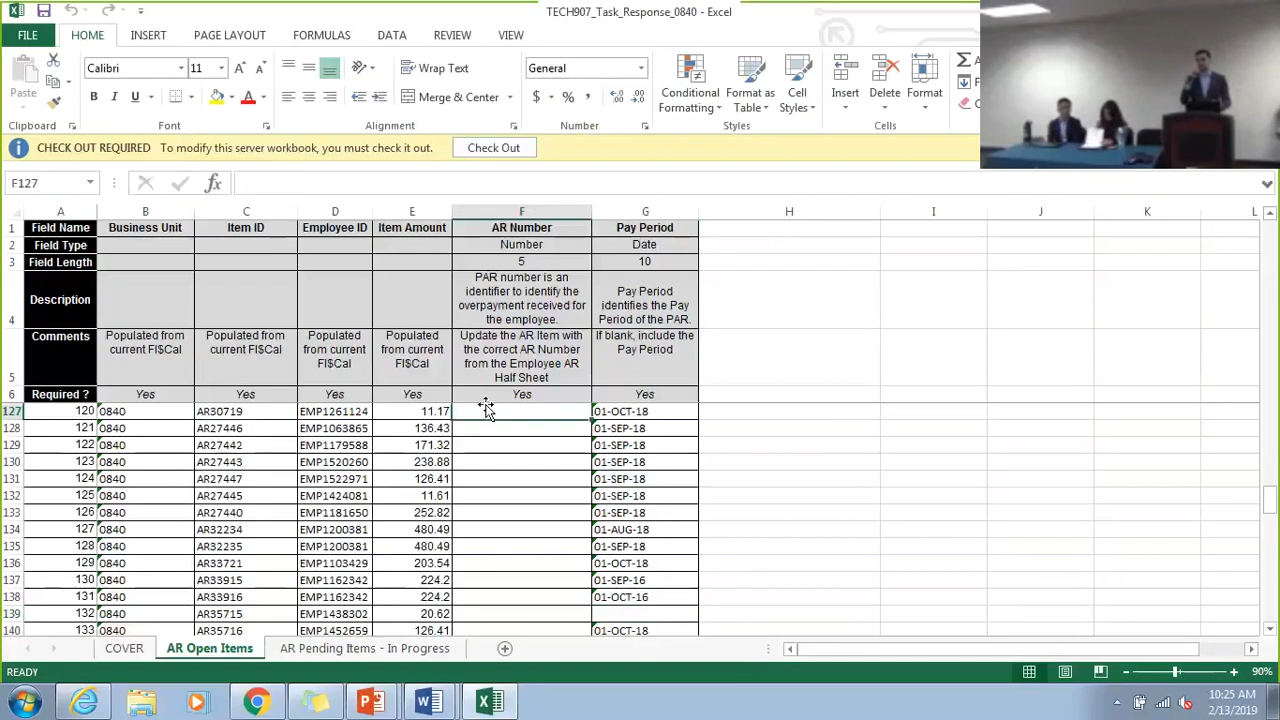 TECH907_Task_Response_0840 - Excel
FILE HOME INSERT PAGE LAYOUT FORMULAS DATA REVIEW VIEW
Calibri 11 Wrap Text General
Paste B I U Merge & Center $ % Conditional Formatting Format as Table Cell Styles Insert Delete Format
Clipboard Font Alignment Number Styles Cells
CHECK OUT REQUIRED To modify this server workbook, you must check it out. Check Out
F127 fx
A B C D E F G H I J K L
1 Field Name Business Unit Item ID Employee ID Item Amount AR Number Pay Period
2 Field Type Number Date
3 Field Length 5 10
4 Description PAR number is an identifier to identify the overpayment received for the employee. Pay Period identifies the Pay Period of the PAR.
5 Comments Populated from current FI$Cal Populated from current FI$Cal Populated from current FI$Cal Populated from current FI$Cal Update the AR Item with the correct AR Number from the Employee AR Half Sheet If blank, include the Pay Period
6 Required ? Yes Yes Yes Yes Yes Yes
127 120 0840 AR30719 EMP1261124 11.17 01-OCT-18
128 121 0840 AR27446 EMP1063865 136.43 01-SEP-18
129 122 0840 AR27442 EMP1179588 171.32 01-SEP-18
130 123 0840 AR27443 EMP1520260 238.88 01-SEP-18
131 124 0840 AR27447 EMP1522971 126.41 01-SEP-18
132 125 0840 AR27445 EMP1424081 11.61 01-SEP-18
133 126 0840 AR27440 EMP1181650 252.82 01-SEP-18
134 127 0840 AR32234 EMP1200381 480.49 01-AUG-18
135 128 0840 AR32235 EMP1200381 480.49 01-SEP-18
136 129 0840 AR33721 EMP1103429 203.54 01-OCT-18
137 130 0840 AR33915 EMP1162342 224.2 01-SEP-16
138 131 0840 AR33916 EMP1162342 224.2 01-OCT-16
139 132 0840 AR35715 EMP1438302 20.62
140 133 0840 AR35716 EMP1452659 126.41 01-OCT-18
COVER AR Open Items AR Pending Items - In Progress
READY 90%
10:25 AM
2/13/2019